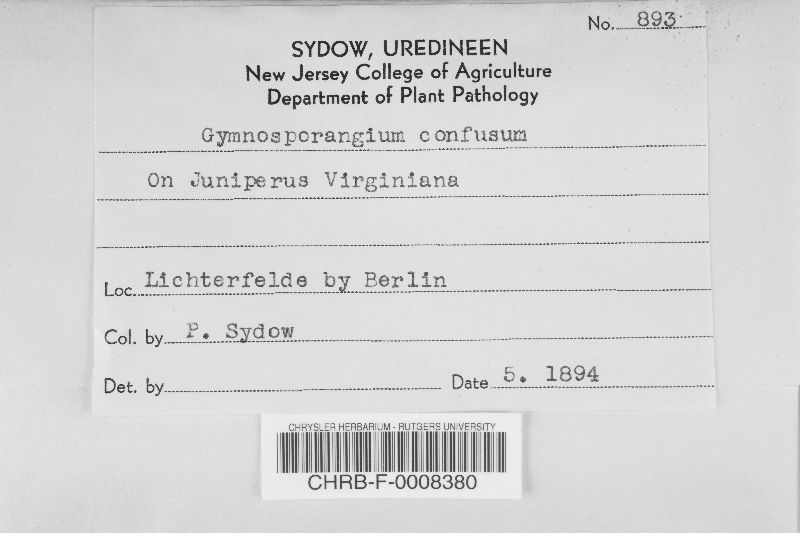 No. 893
SYDOW, UREDINEEN
New Jersey College of Agriculture
Department of Plant Pathology
Gymnosporangium confusum
On Juniperus Virginiana
Loc. Lichterfelde by Berlin
Col. by P. Sydow
Det. by Date 5. 1894
CHRYSLER HERBARIUM - RUTGERS UNIVERSITY
CHRB-F-0008380